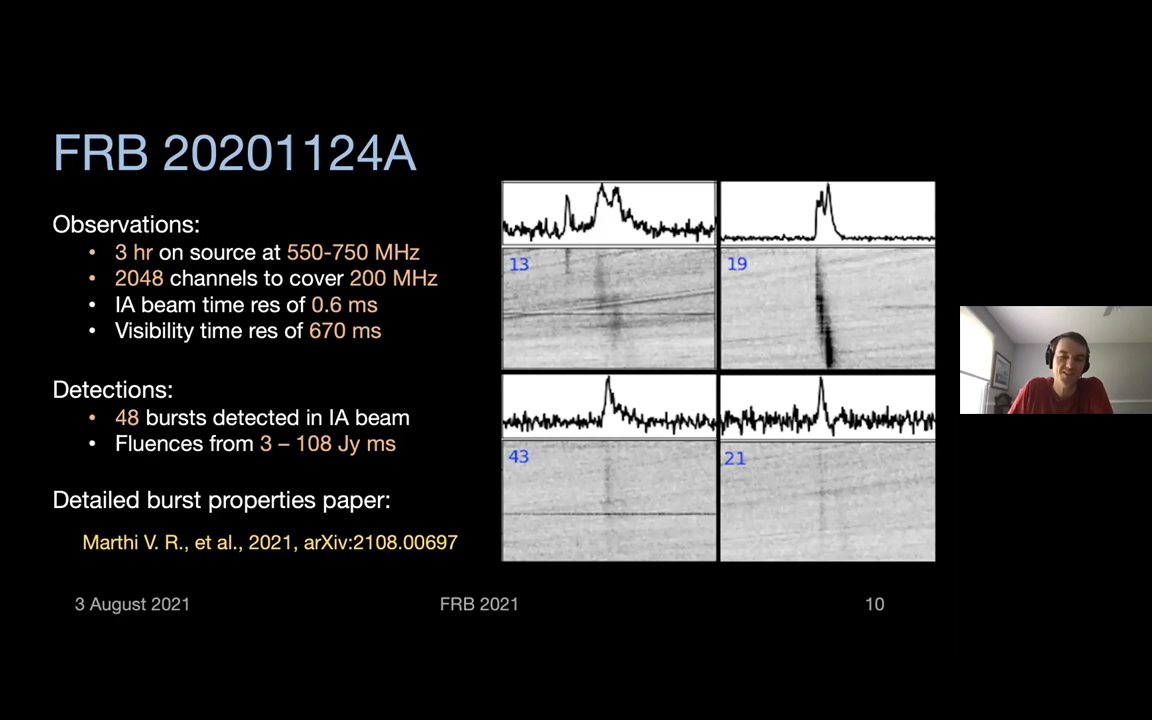 FRB 20201124A
Observations:
• 3 hr on source at 550-750 MHz
• 2048 channels to cover 200 MHz
• IA beam time res of 0.6 ms
• Visibility time res of 670 ms
Detections:
• 48 bursts detected in IA beam
• Fluences from 3 – 108 Jy ms
Detailed burst properties paper:
Marthi V. R., et al., 2021, arXiv:2108.00697
13
19
43
21
3 August 2021
FRB 2021
10